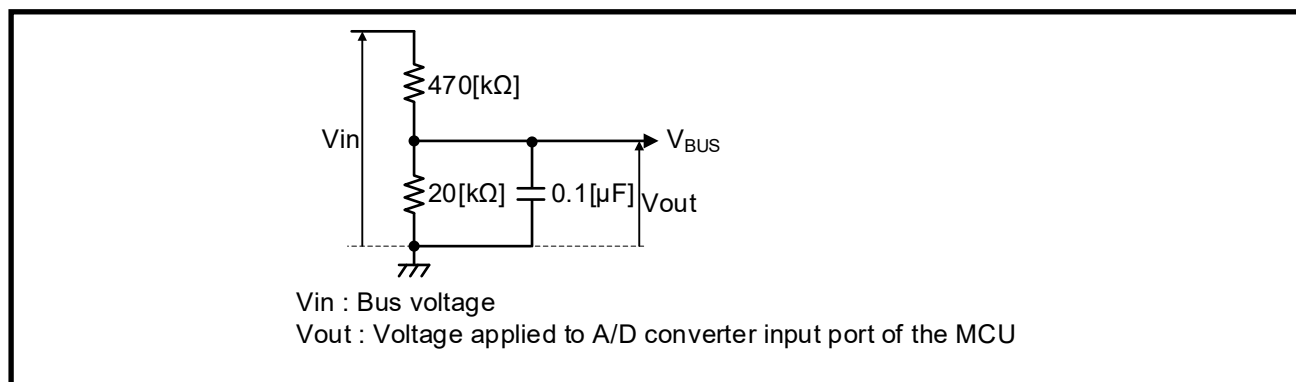 470[kΩ]
Vin
V_BUS
20[kΩ]
0.1[µF]
Vout
Vin : Bus voltage
Vout : Voltage applied to A/D converter input port of the MCU